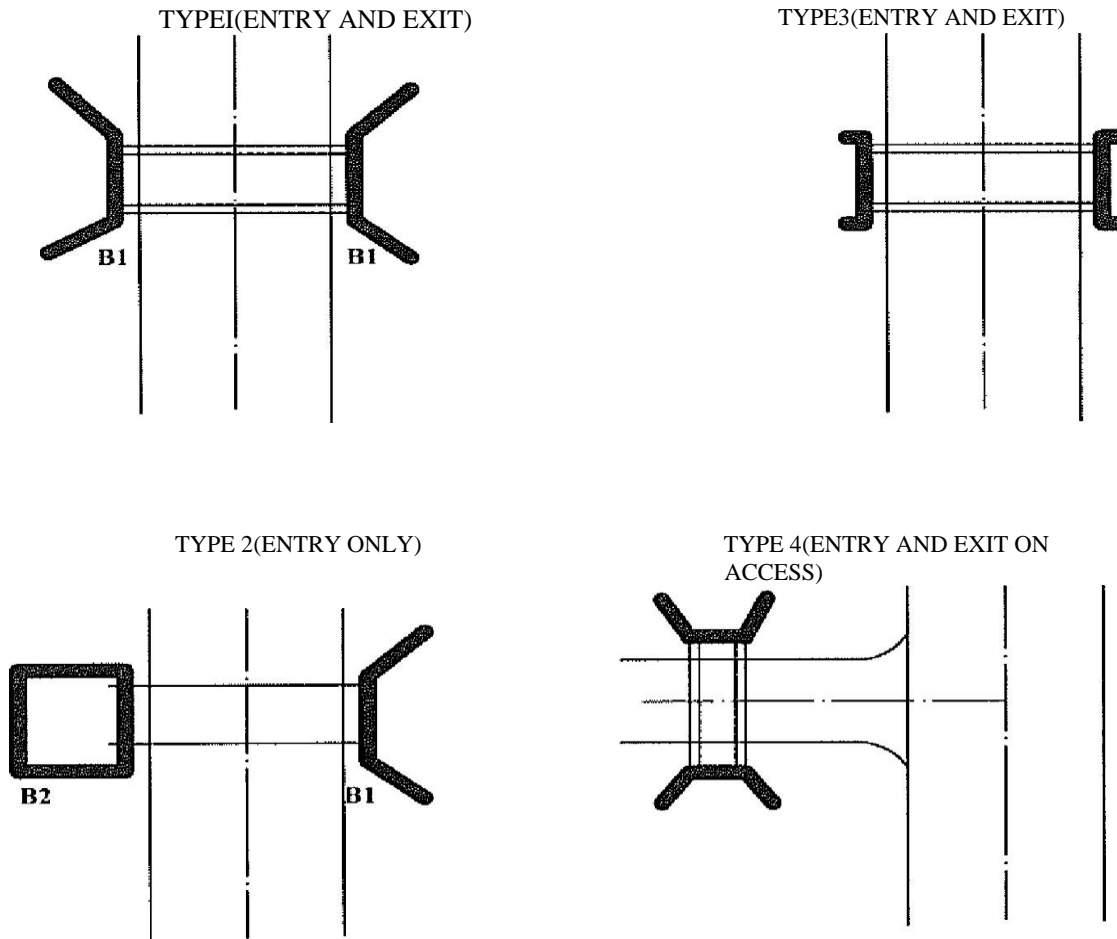 TYPEI(ENTRY AND EXIT)
TYPE3(ENTRY AND EXIT)
B1
B1
TYPE 2(ENTRY ONLY)
TYPE 4(ENTRY AND EXIT ON
ACCESS)
B2
B1